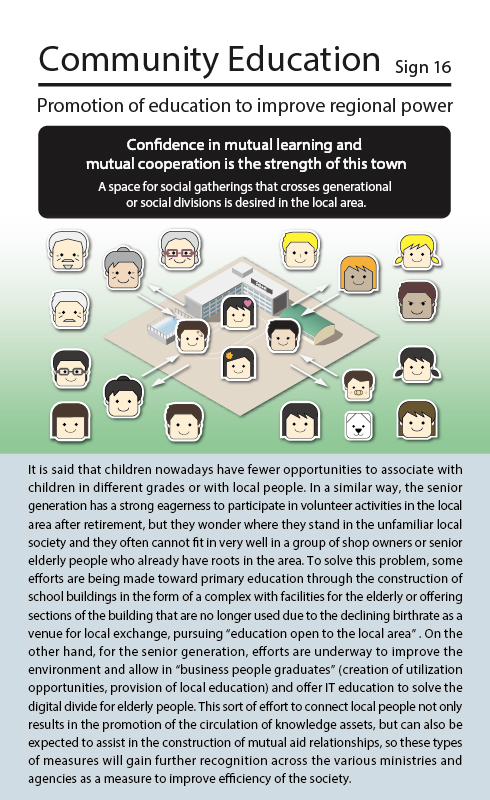 Community Education Sign 16
Promotion of education to improve regional power
Confidence in mutual learning and
mutual cooperation is the strength of this town
A space for social gatherings that crosses generational
or social divisions is desired in the local area.
It is said that children nowadays have fewer opportunities to associate with
children in different grades or with local people. In a similar way, the senior
generation has a strong eagerness to participate in volunteer activities in the local
area after retirement, but they wonder where they stand in the unfamiliar local
society and they often cannot fit in very well in a group of shop owners or senior
elderly people who already have roots in the area. To solve this problem, some
efforts are being made toward primary education through the construction of
school buildings in the form of a complex with facilities for the elderly or offering
sections of the building that are no longer used due to the declining birthrate as a
venue for local exchange, pursuing “education open to the local area” . On the
other hand, for the senior generation, efforts are underway to improve the
environment and allow in “business people graduates” (creation of utilization
opportunities, provision of local education) and offer IT education to solve the
digital divide for elderly people. This sort of effort to connect local people not only
results in the promotion of the circulation of knowledge assets, but can also be
expected to assist in the construction of mutual aid relationships, so these types
of measures will gain further recognition across the various ministries and
agencies as a measure to improve efficiency of the society.